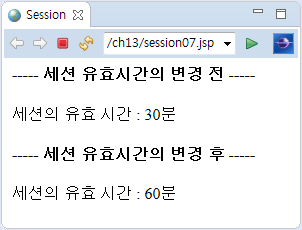 Session
/ch13/session07.jsp
----- 세션 유효시간의 변경 전 -----
세션의 유효 시간 : 30분
----- 세션 유효시간의 변경 후 -----
세션의 유효 시간 : 60분